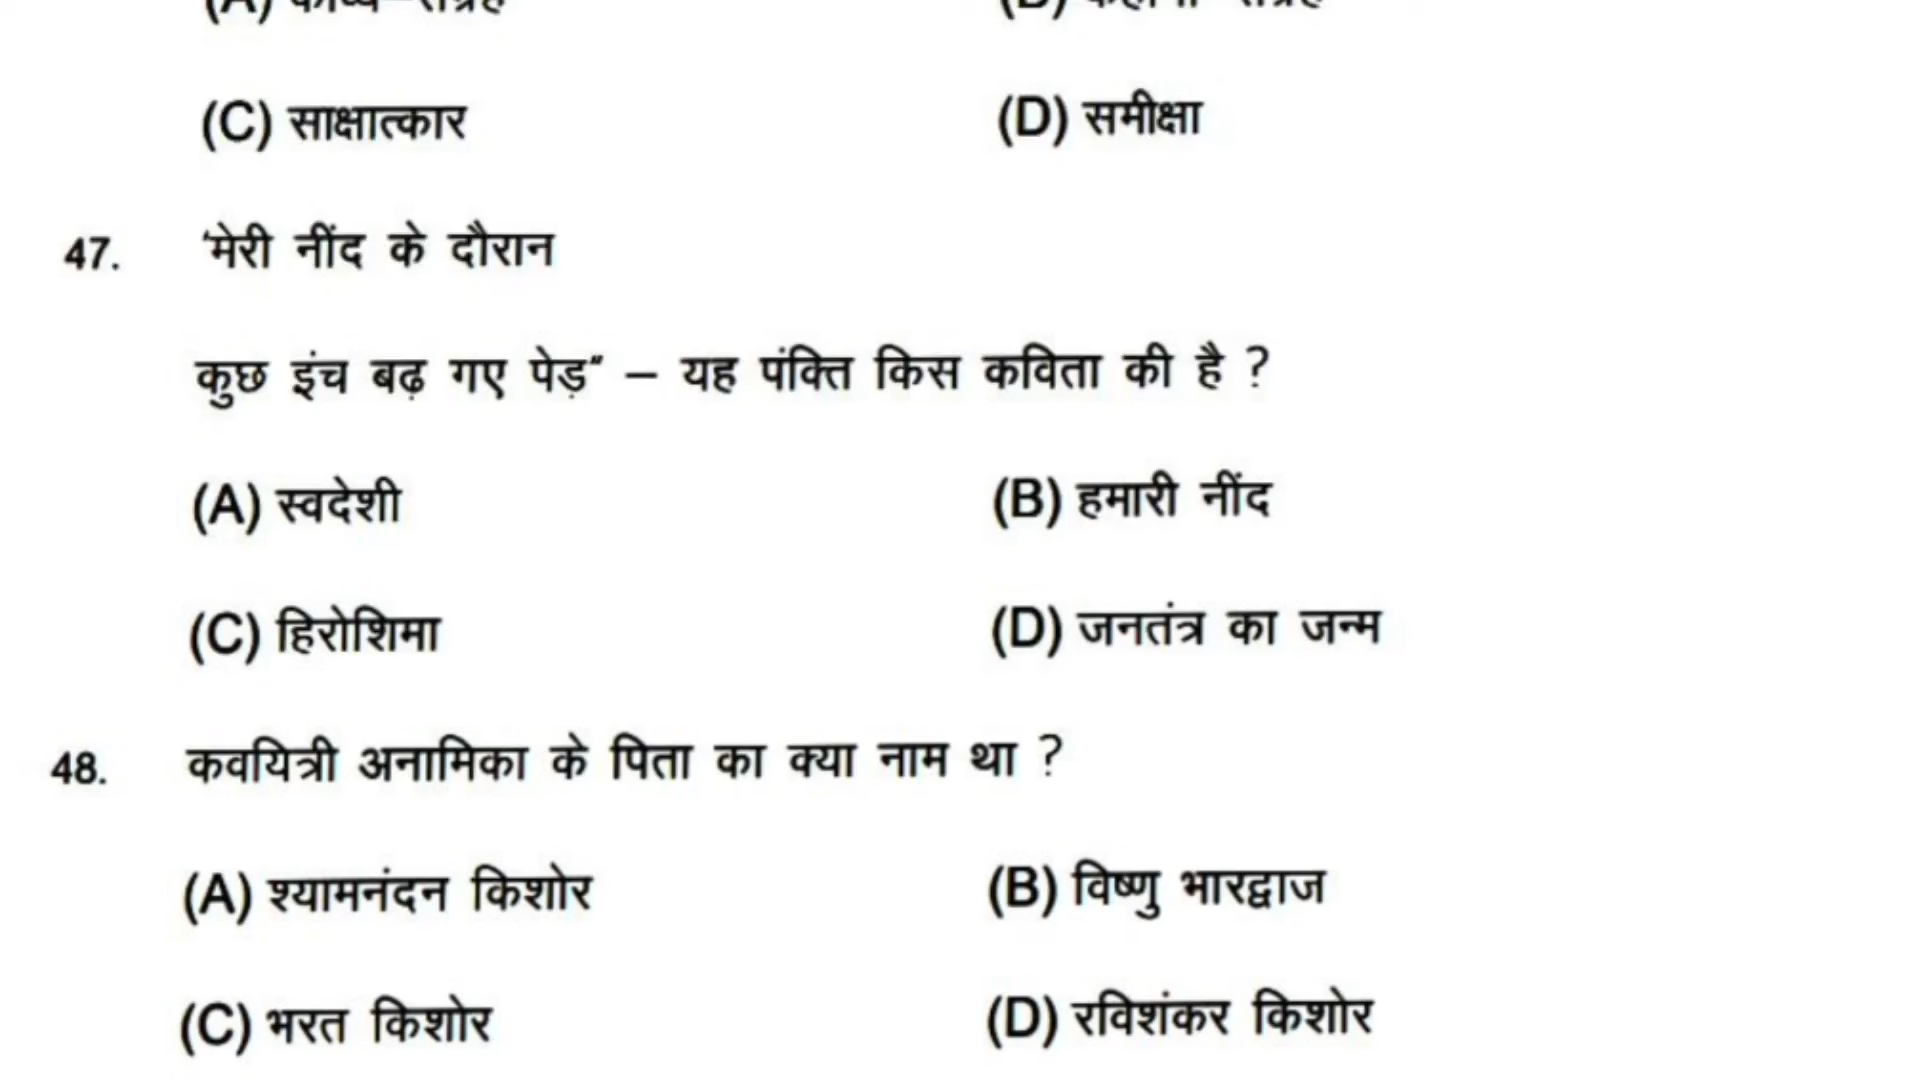 (C) साक्षात्कार (D) समीक्षा
47. ‘मेरी नींद के दौरान
कुछ इंच बढ़ गए पेड़” – यह पंक्ति किस कविता की है ?
(A) स्वदेशी (B) हमारी नींद
(C) हिरोशिमा (D) जनतंत्र का जन्म
48. कवयित्री अनामिका के पिता का क्या नाम था ?
(A) श्यामनंदन किशोर (B) विष्णु भारद्वाज
(C) भरत किशोर (D) रविशंकर किशोर